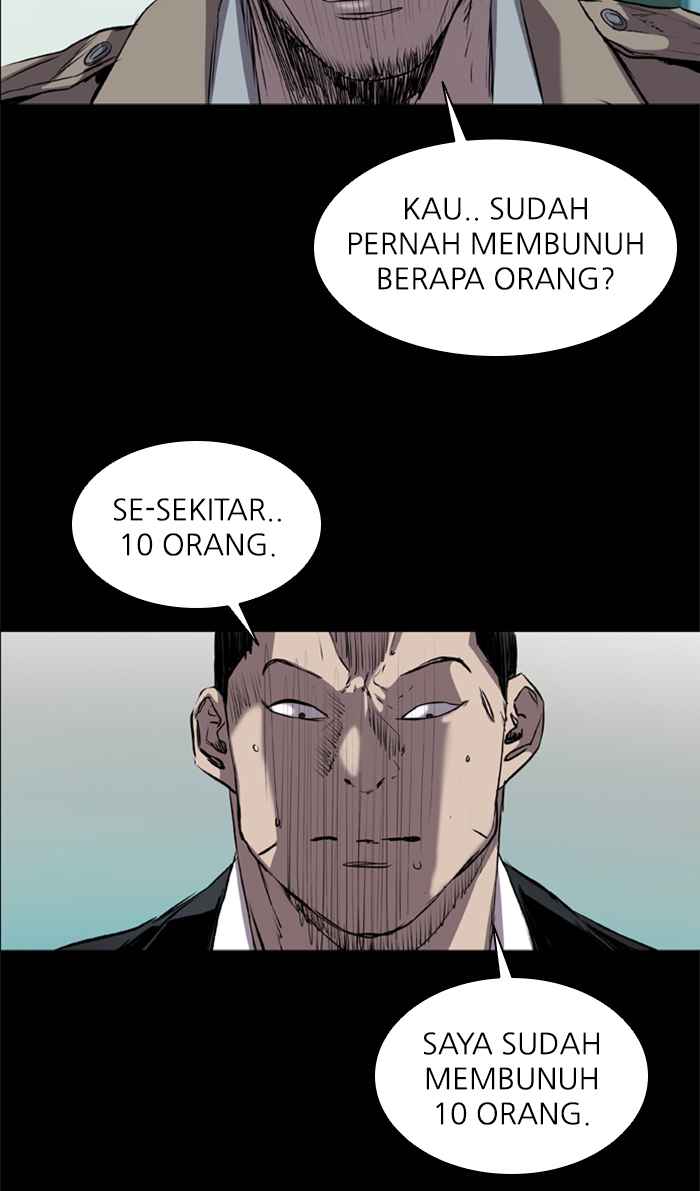 KAU.. SUDAH
PERNAH MEMBUNUH
BERAPA ORANG?
SE-SEKITAR..
10 ORANG.
SAYA SUDAH
MEMBUNUH
10 ORANG.